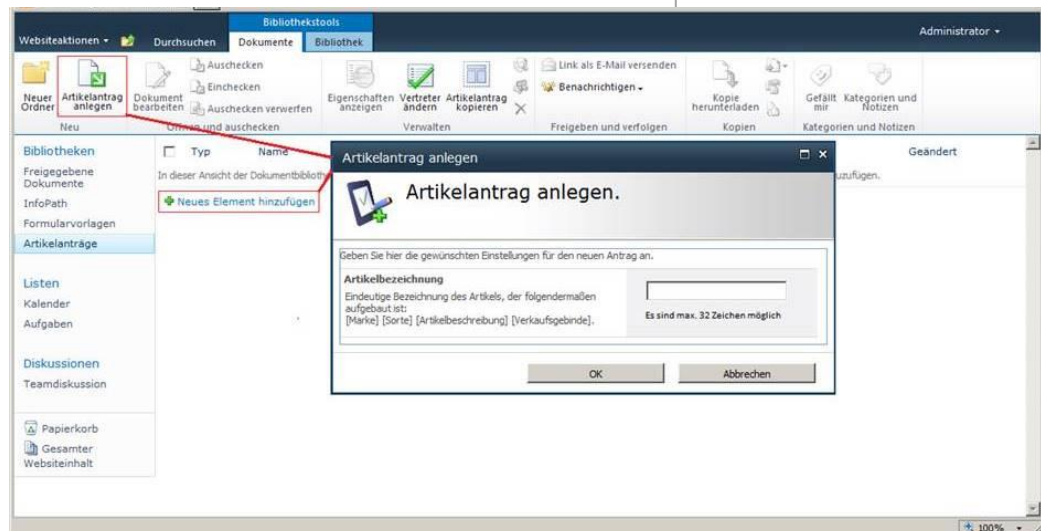 Bibliothekstools
Websiteaktionen
Durchsuchen
Dokumente
Bibliothek
Administrator
Neuer Ordner
Artikelantrag anlegen
Dokument bearbeiten
Auschecken
Einchecken
Auschecken verwerfen
Eigenschaften anzeigen
Vertreter ändern
Artikelantrag kopieren
Link als E-Mail versenden
Benachrichtigen
Kopie herunterladen
Gefällt mir
Kategorien und Notizen
Neu
und auschecken
Verwalten
Freigeben und verfolgen
Kopien
Kategorien und Notizen
Bibliotheken
Freigegebene
Dokumente
InfoPath
Formularvorlagen
Artikelanträge
Listen
Kalender
Aufgaben
Diskussionen
Teamdiskussion
Papierkorb
Gesamter
Websiteinhalt
Typ
Name
Geändert
In dieser Ansicht der Dokumentbiblioth
uzufügen.
Neues Element hinzufügen
Artikelantrag anlegen
Artikelantrag anlegen.
Geben Sie hier die gewünschten Einstellungen für den neuen Antrag an.
Artikelbezeichnung
Eindeutige Bezeichnung des Artikels, der folgendermaßen
aufgebaut ist:
[Marke] [Sorte] [Artikelbeschreibung] [Verkaufsgebinde].
Es sind max. 32 Zeichen möglich
OK
Abbrechen
100%